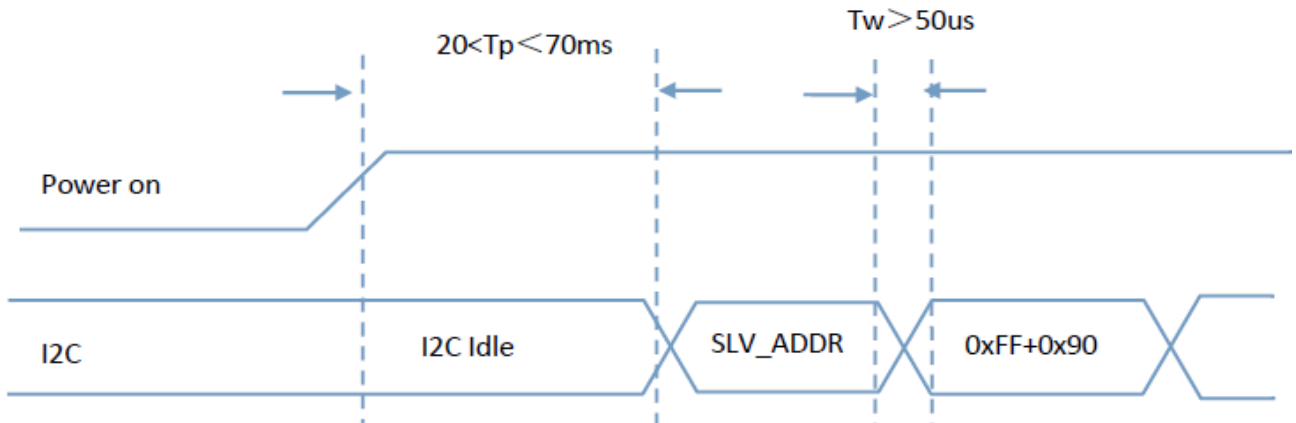 Tw＞50us
20<Tp＜70ms
Power on
I2C
I2C Idle
SLV_ADDR
0xFF+0x90